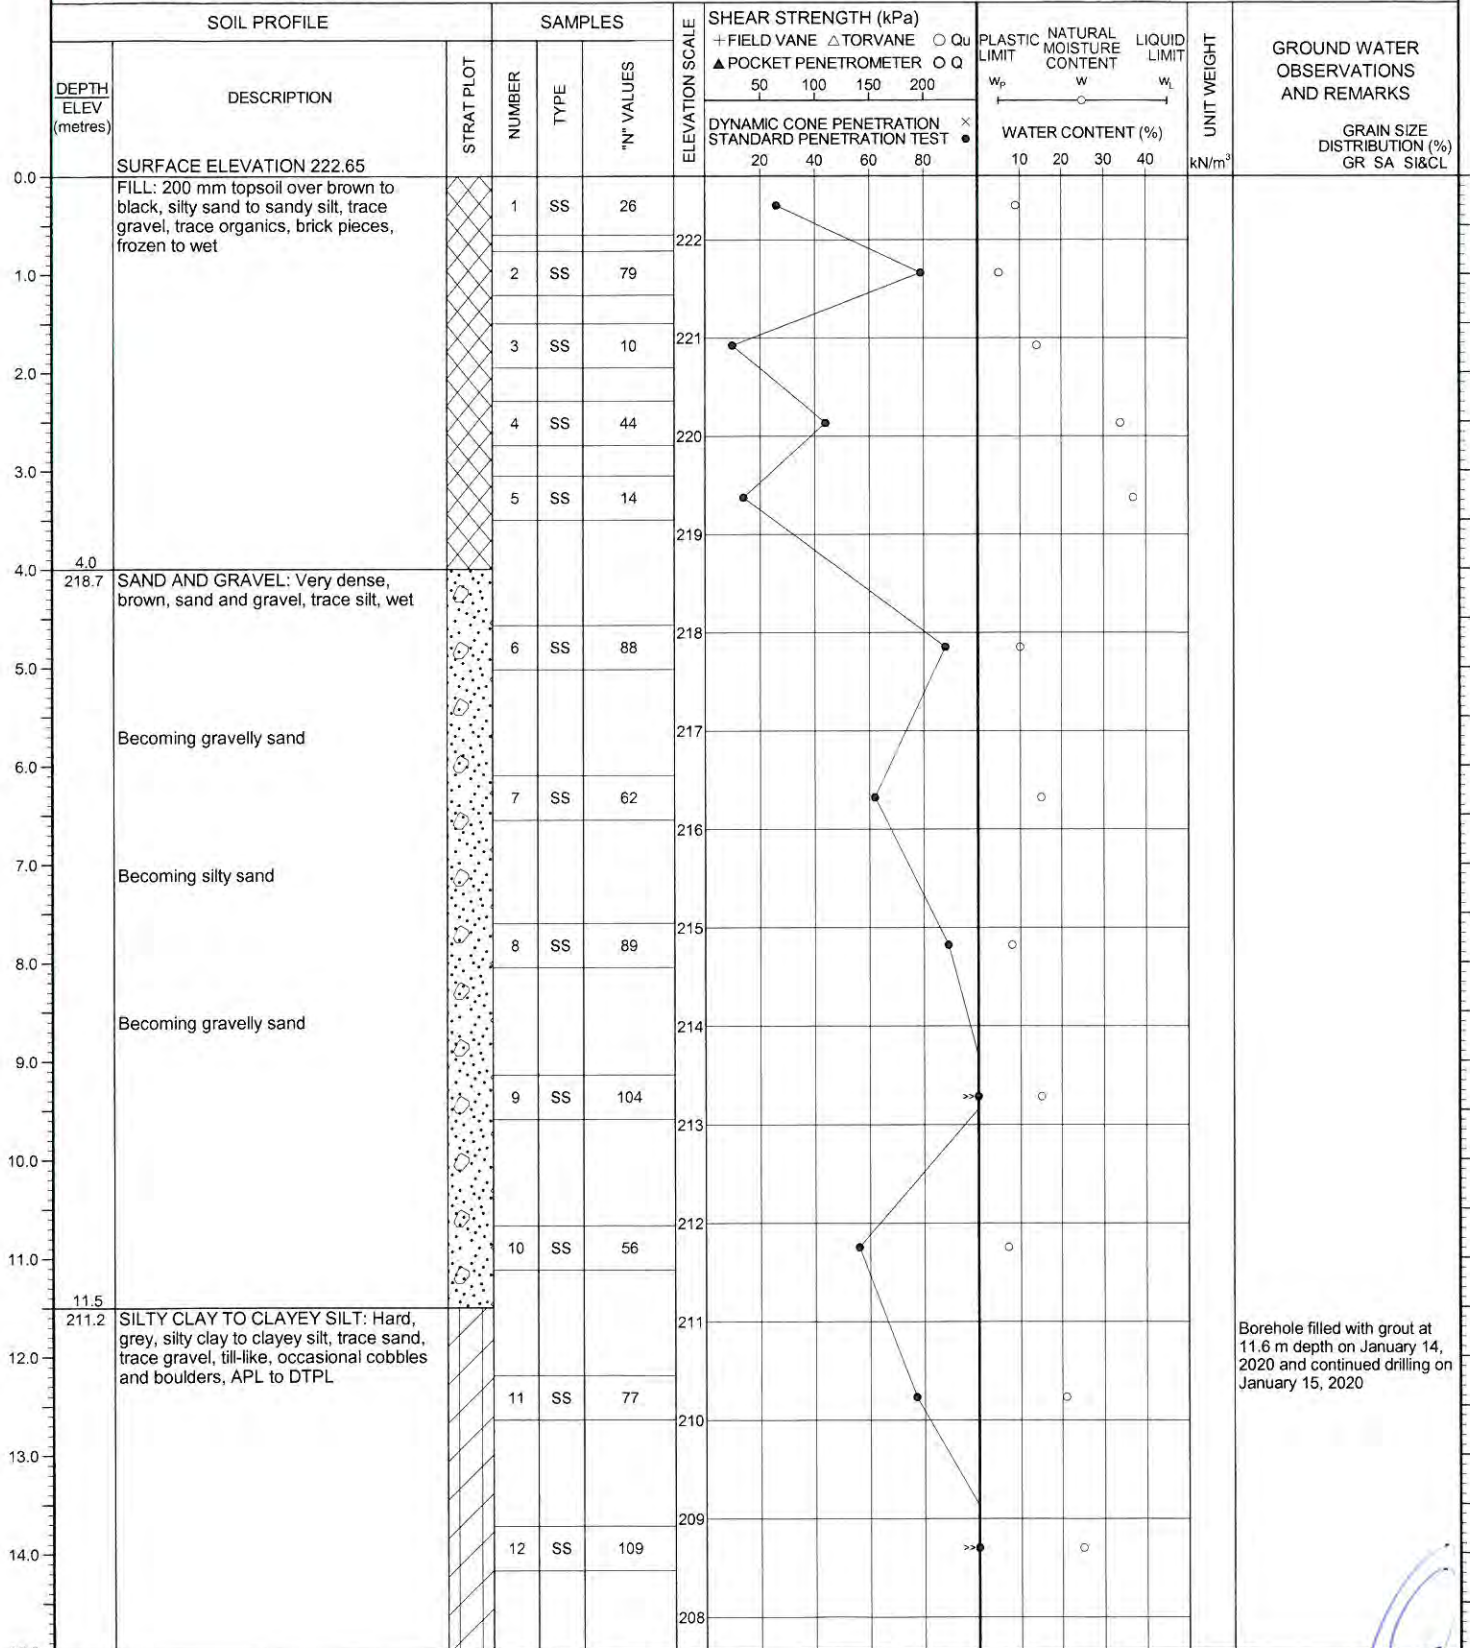 SOIL PROFILE
SAMPLES
DEPTH
ELEV
(metres)
DESCRIPTION
STRAT PLOT
NUMBER
TYPE
"N" VALUES
ELEVATION SCALE
SHEAR STRENGTH (kPa)
+FIELD VANE △TORVANE ○ Qu
▲POCKET PENETROMETER ○ Q
50 100 150 200
DYNAMIC CONE PENETRATION ×
STANDARD PENETRATION TEST ●
20 40 60 80
PLASTIC LIMIT
NATURAL MOISTURE CONTENT
LIQUID LIMIT
wP w wL
WATER CONTENT (%)
10 20 30 40
UNIT WEIGHT
kN/m³
GROUND WATER
OBSERVATIONS
AND REMARKS
GRAIN SIZE
DISTRIBUTION (%)
GR SA SI&CL
SURFACE ELEVATION 222.65
0.0
FILL: 200 mm topsoil over brown to
black, silty sand to sandy silt, trace
gravel, trace organics, brick pieces,
frozen to wet
1 SS 26
222
1.0
2 SS 79
221
3 SS 10
2.0
4 SS 44
220
3.0
5 SS 14
219
4.0
4.0
218.7
SAND AND GRAVEL: Very dense,
brown, sand and gravel, trace silt, wet
218
6 SS 88
5.0
217
Becoming gravelly sand
6.0
7 SS 62
216
7.0
Becoming silty sand
215
8 SS 89
8.0
Becoming gravelly sand
214
9.0
9 SS 104
>>
213
10.0
212
10 SS 56
11.0
11.5
211.2
SILTY CLAY TO CLAYEY SILT: Hard,
grey, silty clay to clayey silt, trace sand,
trace gravel, till-like, occasional cobbles
and boulders, APL to DTPL
211
Borehole filled with grout at
11.6 m depth on January 14,
2020 and continued drilling on
January 15, 2020
12.0
11 SS 77
210
13.0
209
12 SS 109
>>
14.0
208